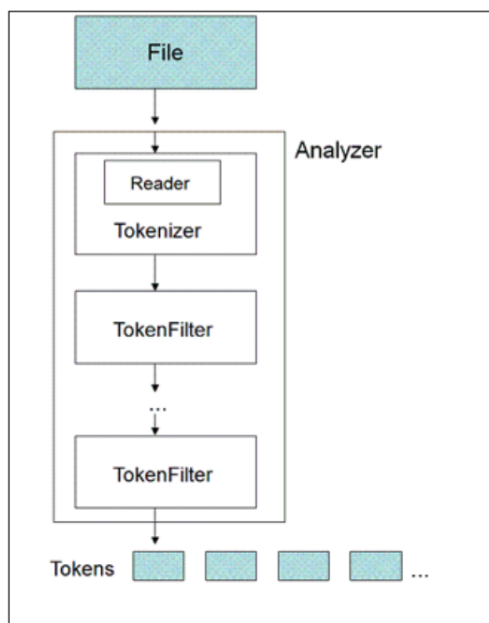 File
Analyzer
Reader
Tokenizer
TokenFilter
...
TokenFilter
Tokens ...